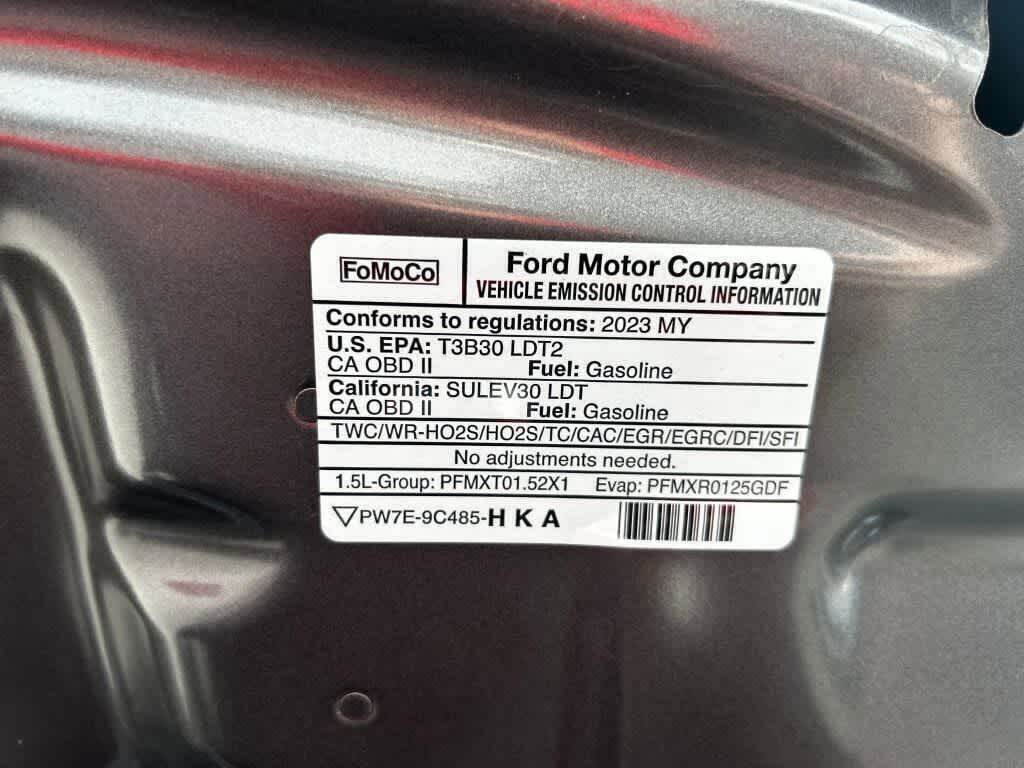 FoMoCo
Ford Motor Company
VEHICLE EMISSION CONTROL INFORMATION
Conforms to regulations: 2023 MY
U.S. EPA: T3B30 LDT2
CA OBD II Fuel: Gasoline
California: SULEV30 LDT
CA OBD II Fuel: Gasoline
TWC/WR-HO2S/HO2S/TC/CAC/EGR/EGRC/DFI/SFI
No adjustments needed.
1.5L-Group: PFMXT01.52X1 Evap: PFMXR0125GDF
▽PW7E-9C485-H K A